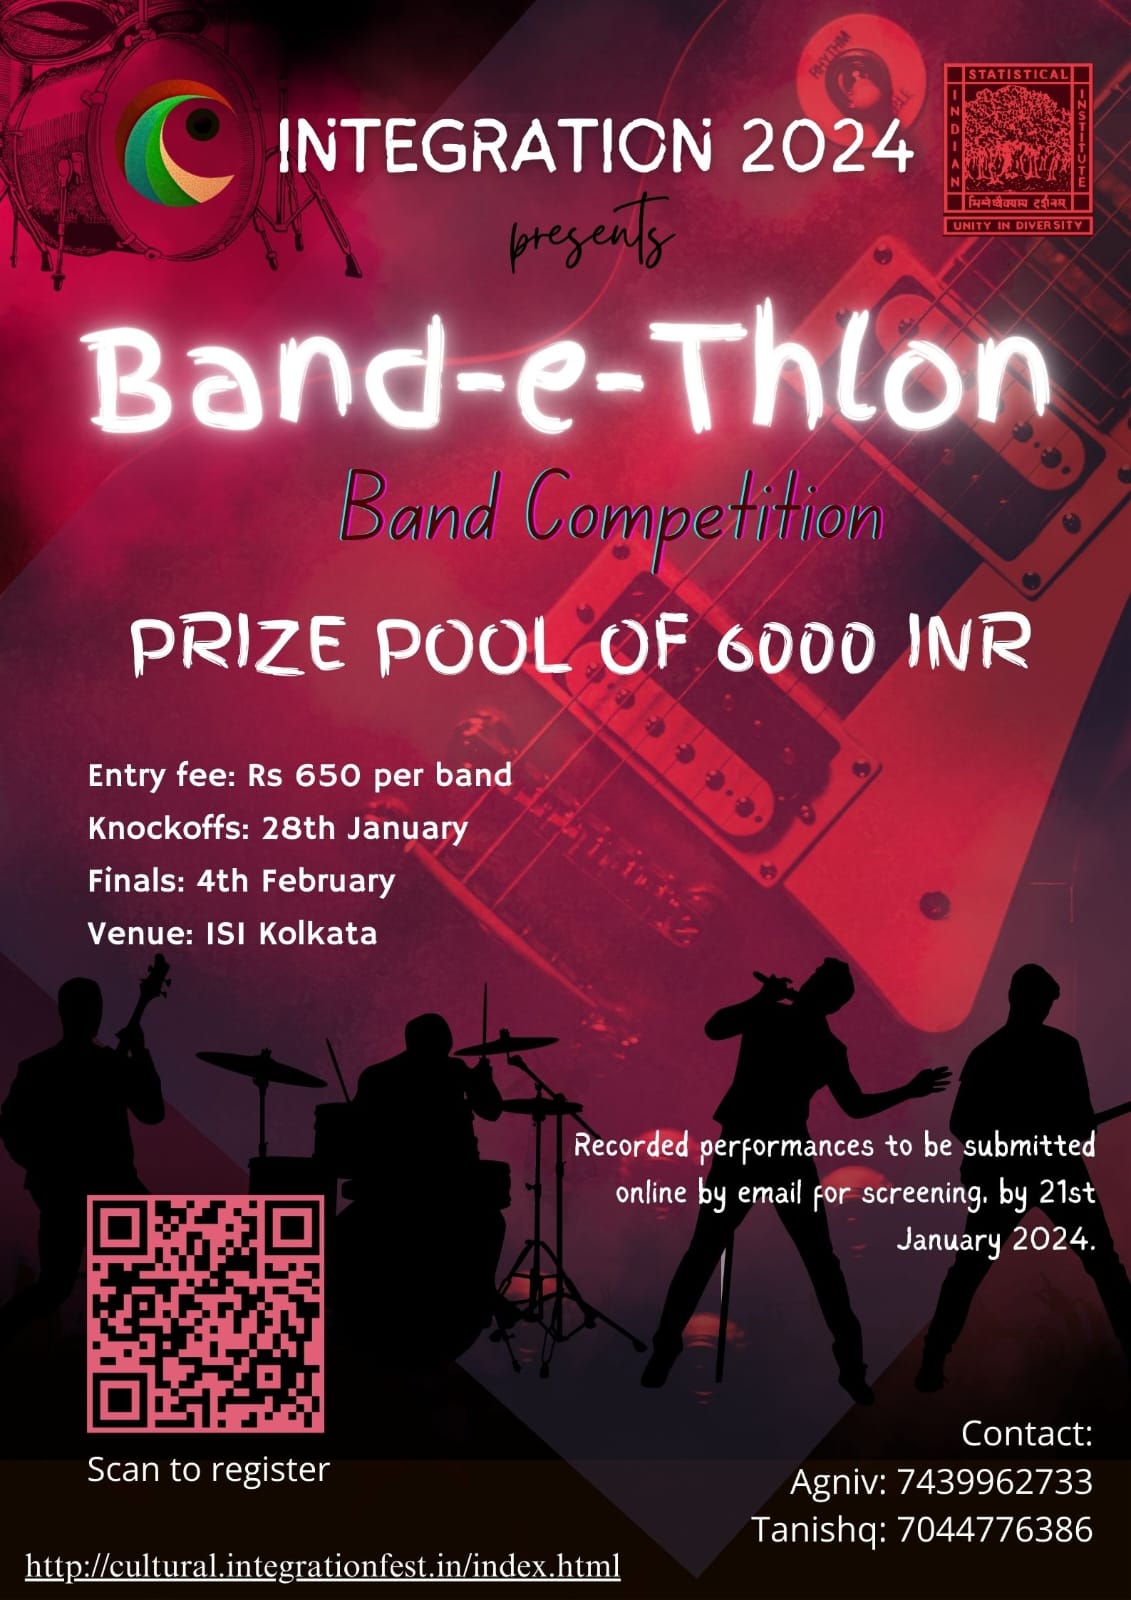 INTEGRATION 2024
STATISTICAL
INDIAN
INSTITUTE
UNITY IN DIVERSITY
RHYTHM
presents
Band-e-Thlon
Band Competition
PRIZE POOL OF 6000 INR
Entry fee: Rs 650 per band
Knockoffs: 28th January
Finals: 4th February
Venue: ISI Kolkata
Recorded performances to be submitted
online by email for screening. by 21st
January 2024.
Scan to register
Contact:
Agniv: 7439962733
Tanishq: 7044776386
http://cultural.integrationfest.in/index.html